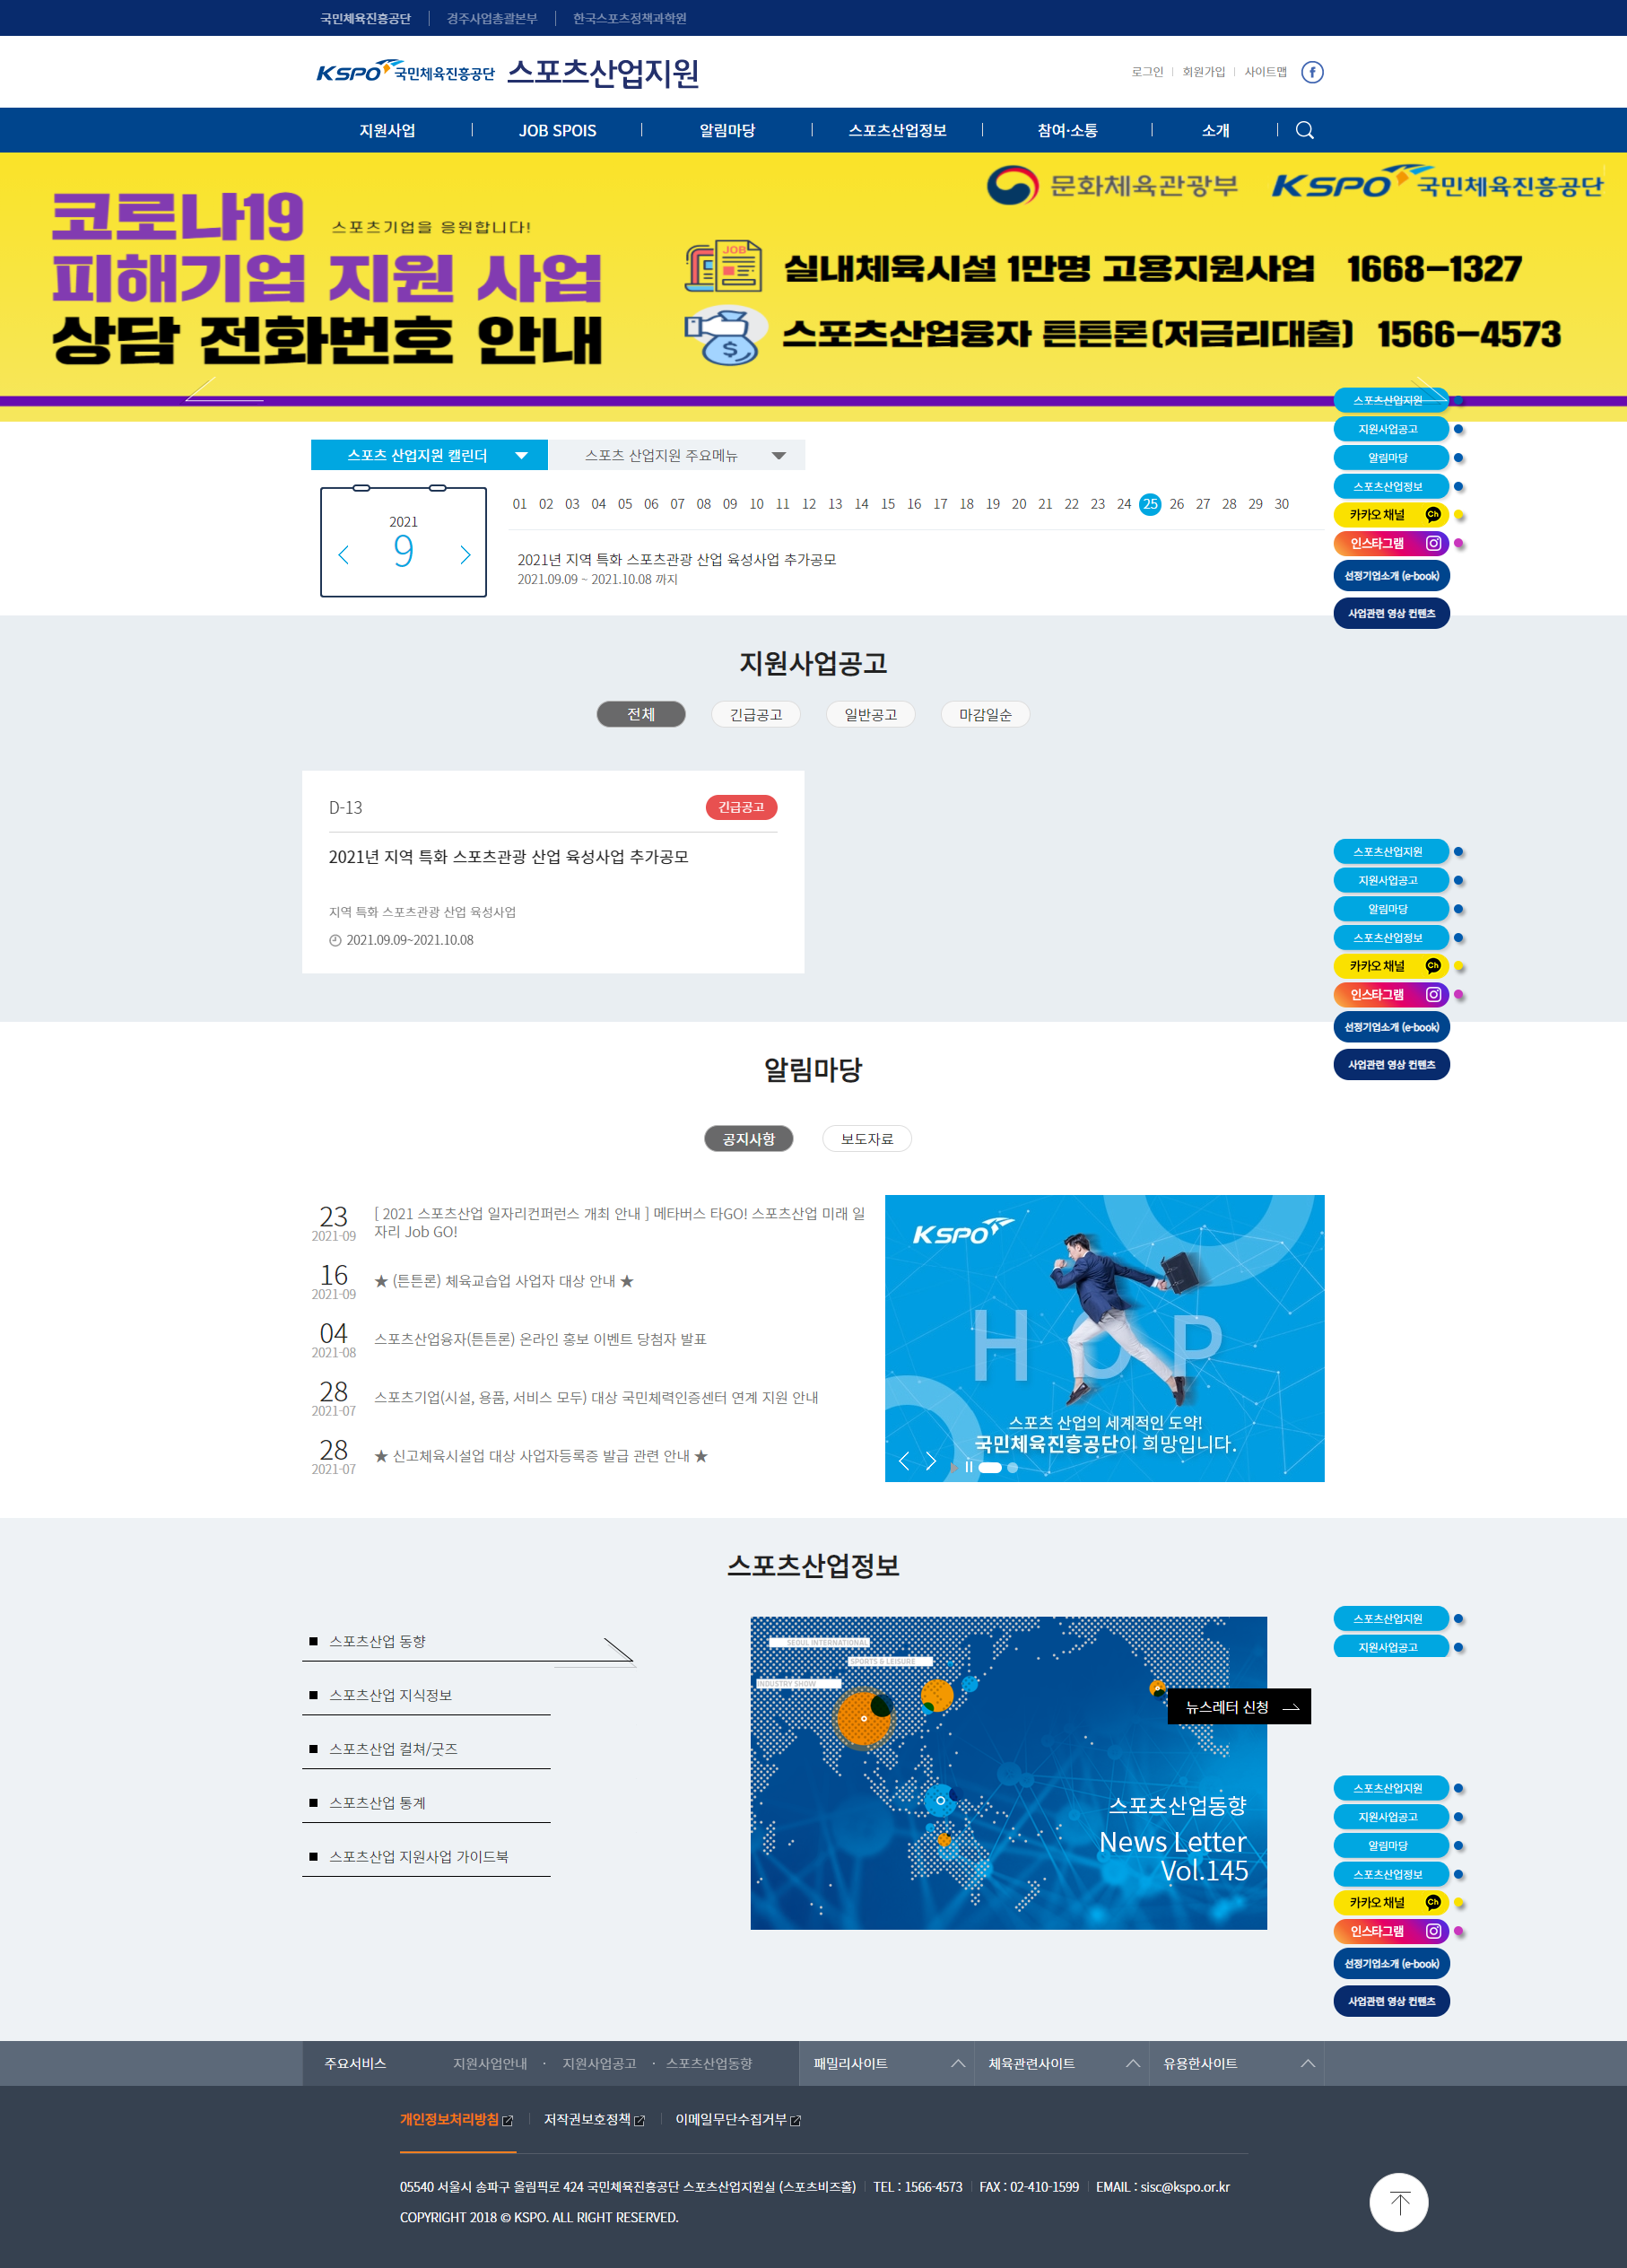 국민체육진흥공단 경주사업총괄본부 한국스포츠정책과학원
KSPO 국민체육진흥공단 스포츠산업지원
로그인 회원가입 사이트맵
지원사업 JOB SPOIS 알림마당 스포츠산업정보 참여·소통 소개
문화체육관광부 KSPO 국민체육진흥공단
코로나19 스포츠기업을 응원합니다!
피해기업 지원 사업
상담 전화번호 안내
JOB
실내체육시설 1만명 고용지원사업 1668-1327
스포츠산업융자 튼튼론(저금리대출) 1566-4573
스포츠산업지원
지원사업공고
알림마당
스포츠산업정보
카카오 채널 Ch
인스타그램
선정기업소개 (e-book)
사업관련 영상 컨텐츠
스포츠 산업지원 캘린더 스포츠 산업지원 주요메뉴
2021
9
01 02 03 04 05 06 07 08 09 10 11 12 13 14 15 16 17 18 19 20 21 22 23 24 25 26 27 28 29 30
2021년 지역 특화 스포츠관광 산업 육성사업 추가공모
2021.09.09 ~ 2021.10.08 까지
지원사업공고
전체 긴급공고 일반공고 마감일순
D-13 긴급공고
2021년 지역 특화 스포츠관광 산업 육성사업 추가공모
지역 특화 스포츠관광 산업 육성사업
2021.09.09~2021.10.08
스포츠산업지원
지원사업공고
알림마당
스포츠산업정보
카카오 채널 Ch
인스타그램
선정기업소개 (e-book)
사업관련 영상 컨텐츠
알림마당
공지사항 보도자료
23
2021-09
[ 2021 스포츠산업 일자리컨퍼런스 개최 안내 ] 메타버스 타GO! 스포츠산업 미래 일
자리 Job GO!
16
2021-09
★ (튼튼론) 체육교습업 사업자 대상 안내 ★
04
2021-08
스포츠산업융자(튼튼론) 온라인 홍보 이벤트 당첨자 발표
28
2021-07
스포츠기업(시설, 용품, 서비스 모두) 대상 국민체력인증센터 연계 지원 안내
28
2021-07
★ 신고체육시설업 대상 사업자등록증 발급 관련 안내 ★
KSPO
HOP
스포츠 산업의 세계적인 도약!
국민체육진흥공단이 희망입니다.
스포츠산업정보
스포츠산업 동향
스포츠산업 지식정보
스포츠산업 컬쳐/굿즈
스포츠산업 통계
스포츠산업 지원사업 가이드북
SEOUL INTERNATIONAL
SPORTS & LEISURE
INDUSTRY SHOW
뉴스레터 신청
스포츠산업동향
News Letter
Vol.145
스포츠산업지원
지원사업공고
스포츠산업지원
지원사업공고
알림마당
스포츠산업정보
카카오 채널 Ch
인스타그램
선정기업소개 (e-book)
사업관련 영상 컨텐츠
주요서비스 지원사업안내 · 지원사업공고 · 스포츠산업동향 패밀리사이트 체육관련사이트 유용한사이트
개인정보처리방침 저작권보호정책 이메일무단수집거부
05540 서울시 송파구 올림픽로 424 국민체육진흥공단 스포츠산업지원실 (스포츠비즈홀) TEL : 1566-4573 FAX : 02-410-1599 EMAIL : sisc@kspo.or.kr
COPYRIGHT 2018 © KSPO. ALL RIGHT RESERVED.